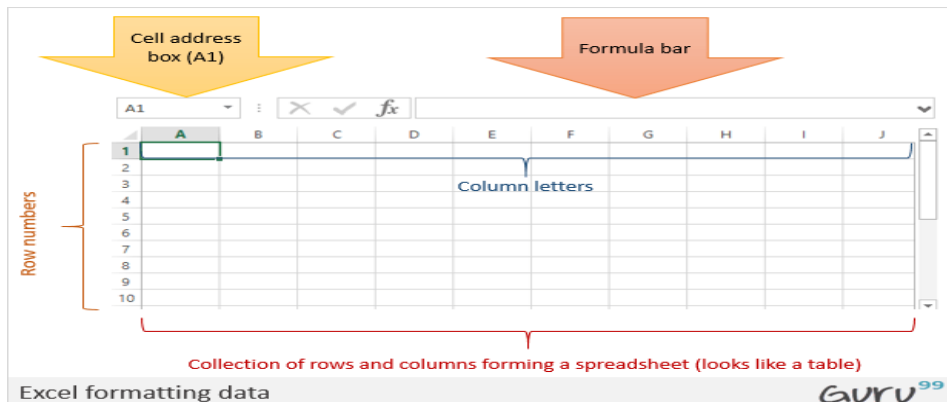 Cell address
box (A1)
Formula bar
A1
fx
A B C D E F G H I J
1
2
3
4
5
6
7
8
9
10
Column letters
Row numbers
Collection of rows and columns forming a spreadsheet (looks like a table)
Excel formatting data
Guru99